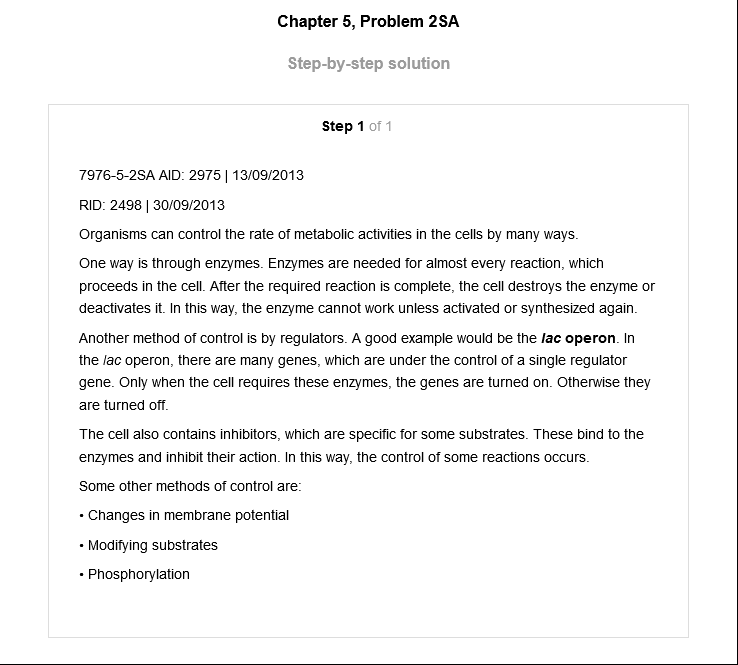 Chapter 5, Problem 2SA
Step-by-step solution
Step 1 of 1
7976-5-2SA AID: 2975 | 13/09/2013
RID: 2498 | 30/09/2013
Organisms can control the rate of metabolic activities in the cells by many ways.
One way is through enzymes. Enzymes are needed for almost every reaction, which
proceeds in the cell. After the required reaction is complete, the cell destroys the enzyme or
deactivates it. In this way, the enzyme cannot work unless activated or synthesized again.
Another method of control is by regulators. A good example would be the lac operon. In
the lac operon, there are many genes, which are under the control of a single regulator
gene. Only when the cell requires these enzymes, the genes are turned on. Otherwise they
are turned off.
The cell also contains inhibitors, which are specific for some substrates. These bind to the
enzymes and inhibit their action. In this way, the control of some reactions occurs.
Some other methods of control are:
• Changes in membrane potential
• Modifying substrates
• Phosphorylation